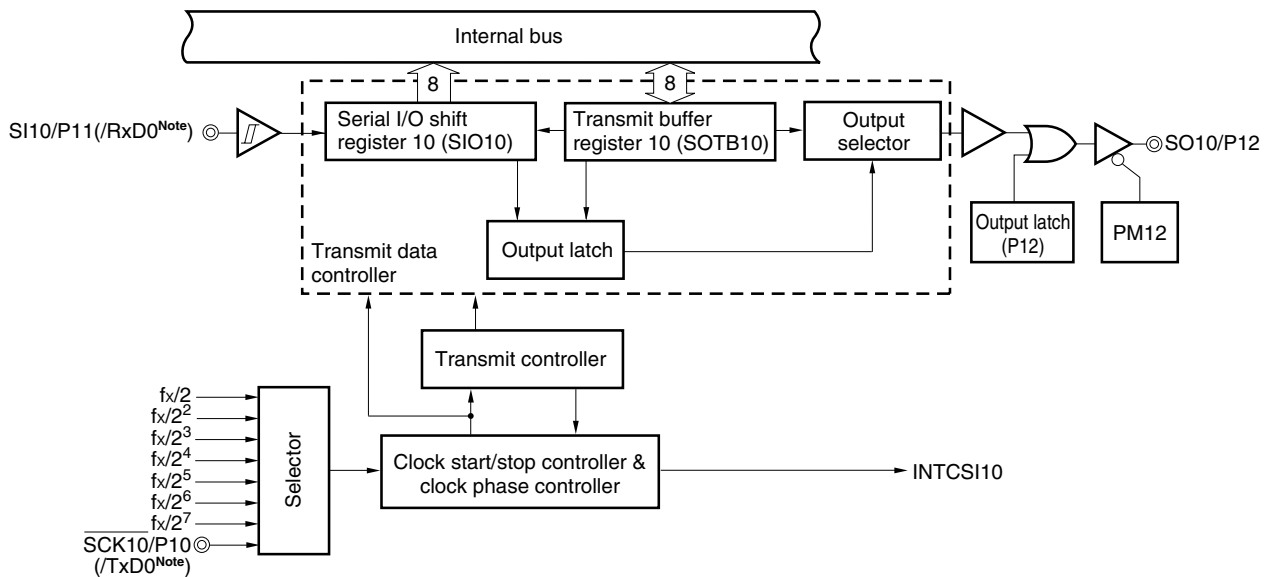 Internal bus
8
8
SI10/P11(/RxD0Note)
Serial I/O shift
register 10 (SIO10)
Transmit buffer
register 10 (SOTB10)
Output
selector
SO10/P12
Output latch
(P12)
PM12
Output latch
Transmit data
controller
Transmit controller
fx/2
fx/2²
fx/2³
fx/2⁴
fx/2⁵
fx/2⁶
fx/2⁷
SCK10/P10
(/TxD0Note)
Selector
Clock start/stop controller &
clock phase controller
INTCSI10